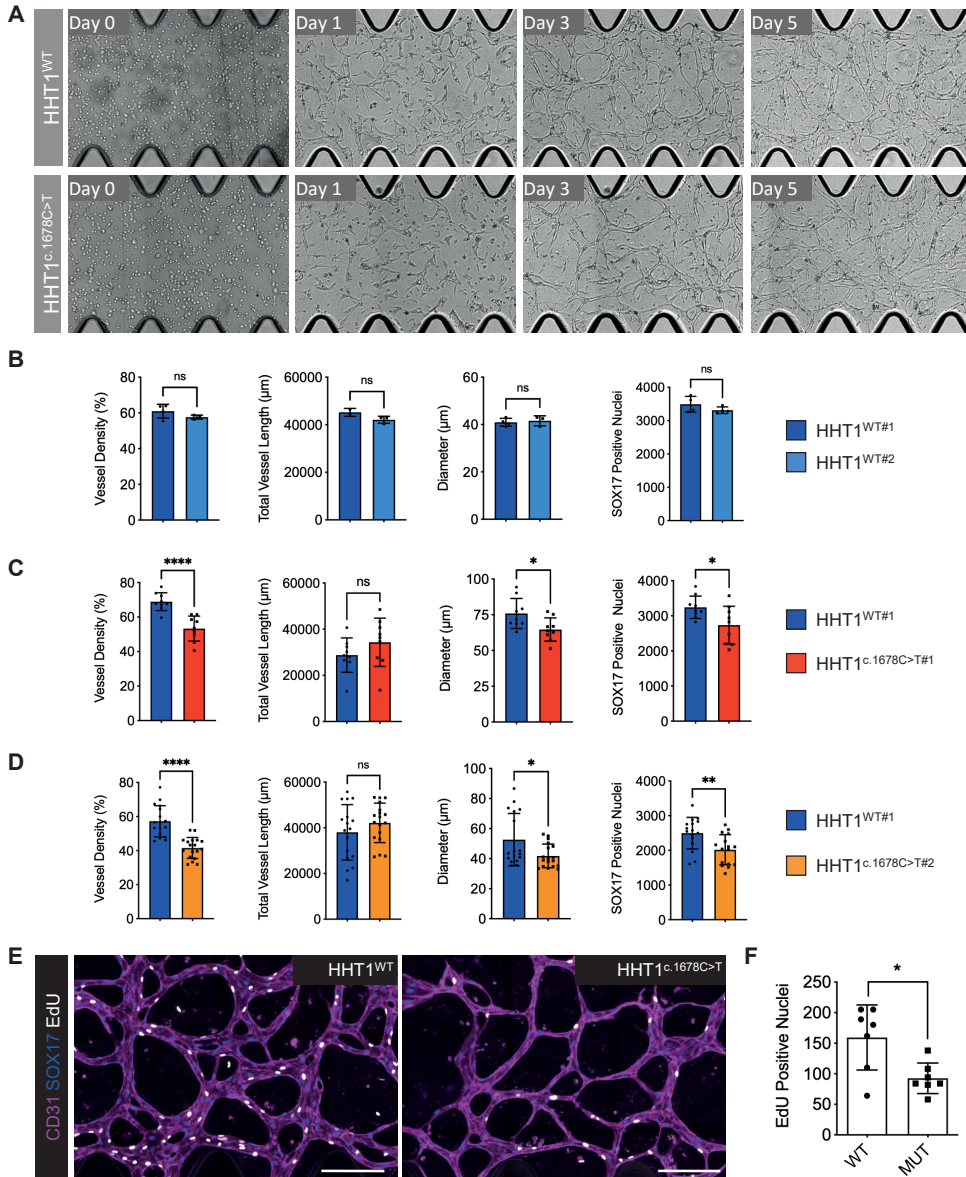 A
HHT1WT
Day 0
Day 1
Day 3
Day 5
HHT1c.1678C>T
Day 0
Day 1
Day 3
Day 5
B
Vessel Density (%)
80
60
40
20
0
ns
Total Vessel Length (µm)
60000
40000
20000
0
ns
Diameter (µm)
60
40
20
0
ns
SOX17 Positive Nuclei
4000
3000
2000
1000
0
ns
HHT1WT#1
HHT1WT#2
C
Vessel Density (%)
80
60
40
20
0
****
Total Vessel Length (µm)
60000
40000
20000
0
ns
Diameter (µm)
100
75
50
25
0
*
SOX17 Positive Nuclei
4000
3000
2000
1000
0
*
HHT1WT#1
HHT1c.1678C>T#1
D
Vessel Density (%)
80
60
40
20
0
****
Total Vessel Length (µm)
60000
40000
20000
0
ns
Diameter (µm)
100
80
60
40
20
0
*
SOX17 Positive Nuclei
4000
3000
2000
1000
0
**
HHT1WT#1
HHT1c.1678C>T#2
E
CD31 SOX17 EdU
HHT1WT
HHT1c.1678C>T
F
EdU Positive Nuclei
250
200
150
100
50
0
*
WT
MUT